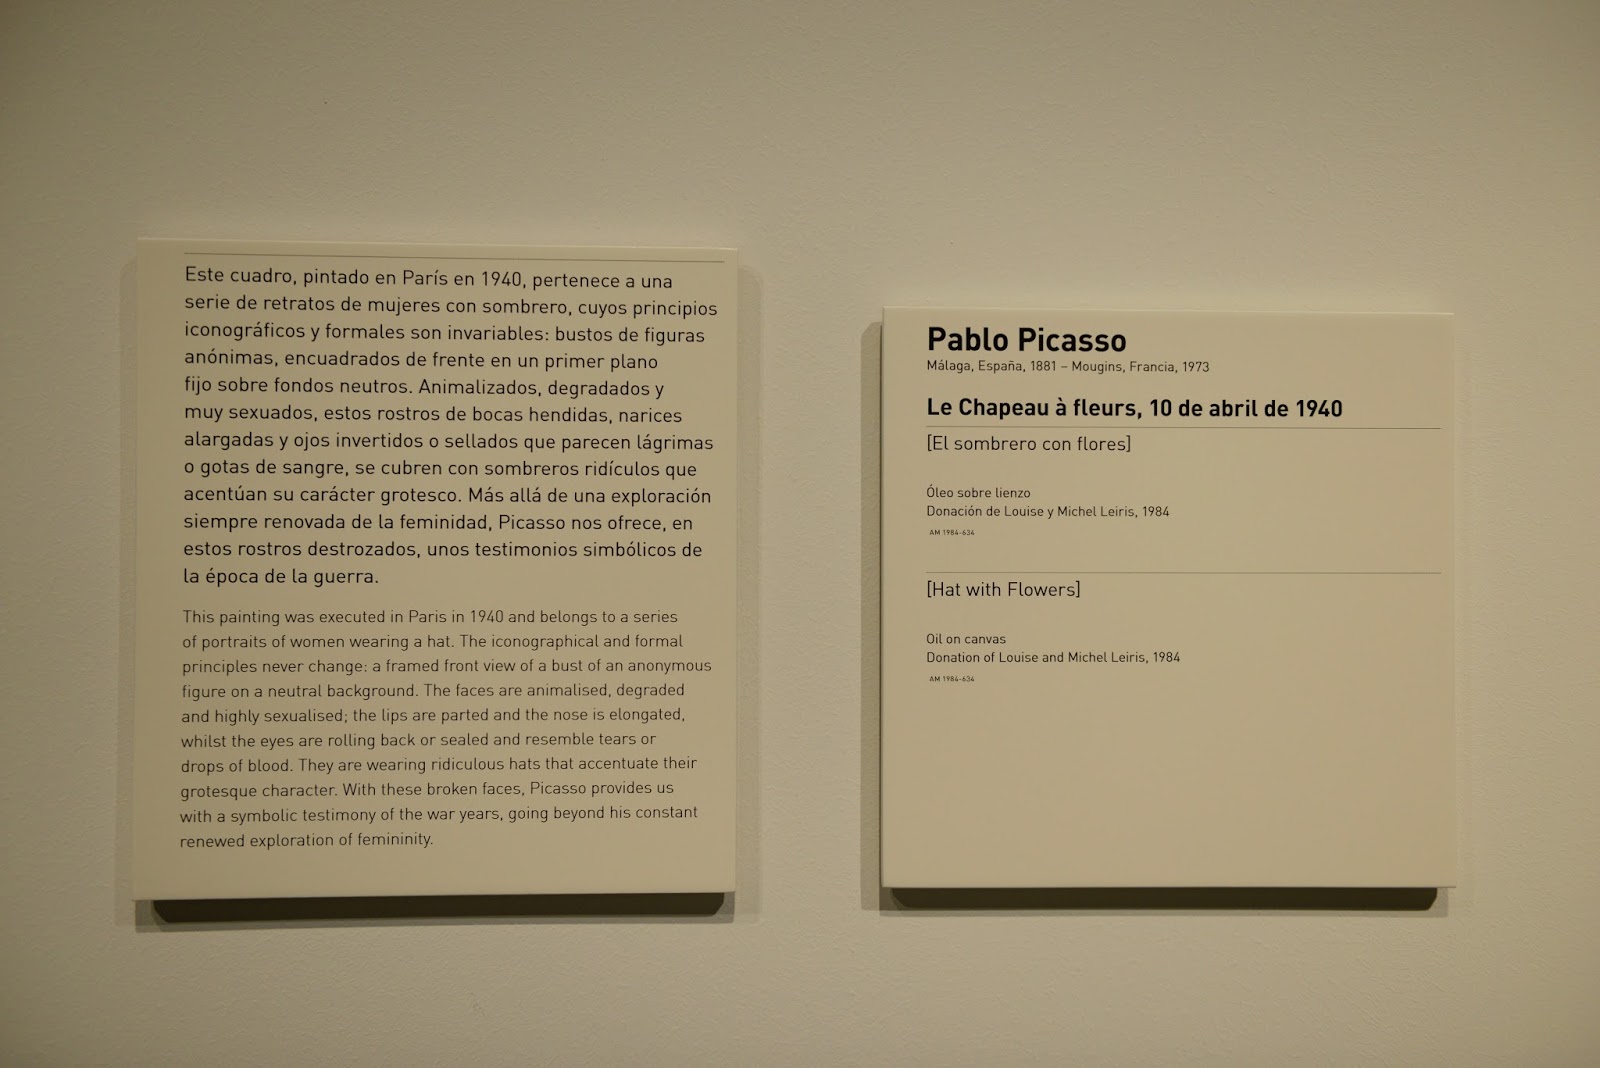 Este cuadro, pintado en París en 1940, pertenece a una
serie de retratos de mujeres con sombrero, cuyos principios
iconográficos y formales son invariables: bustos de figuras
anónimas, encuadrados de frente en un primer plano
fijo sobre fondos neutros. Animalizados, degradados y
muy sexuados, estos rostros de bocas hendidas, narices
alargadas y ojos invertidos o sellados que parecen lágrimas
o gotas de sangre, se cubren con sombreros ridículos que
acentúan su carácter grotesco. Más allá de una exploración
siempre renovada de la feminidad, Picasso nos ofrece, en
estos rostros destrozados, unos testimonios simbólicos de
la época de la guerra.
This painting was executed in Paris in 1940 and belongs to a series
of portraits of women wearing a hat. The iconographical and formal
principles never change: a framed front view of a bust of an anonymous
figure on a neutral background. The faces are animalised, degraded
and highly sexualised; the lips are parted and the nose is elongated,
whilst the eyes are rolling back or sealed and resemble tears or
drops of blood. They are wearing ridiculous hats that accentuate their
grotesque character. With these broken faces, Picasso provides us
with a symbolic testimony of the war years, going beyond his constant
renewed exploration of femininity.
Pablo Picasso
Málaga, España, 1881 – Mougins, Francia, 1973
Le Chapeau à fleurs, 10 de abril de 1940
[El sombrero con flores]
Óleo sobre lienzo
Donación de Louise y Michel Leiris, 1984
AM 1984-634
[Hat with Flowers]
Oil on canvas
Donation of Louise and Michel Leiris, 1984
AM 1984-634